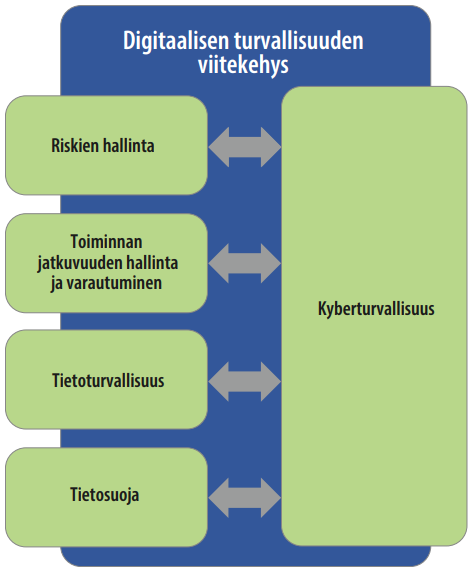 Digitaalisen turvallisuuden
viitekehys
Riskien hallinta
Toiminnan
jatkuvuuden hallinta
ja varautuminen
Tietoturvallisuus
Tietosuoja
Kyberturvallisuus